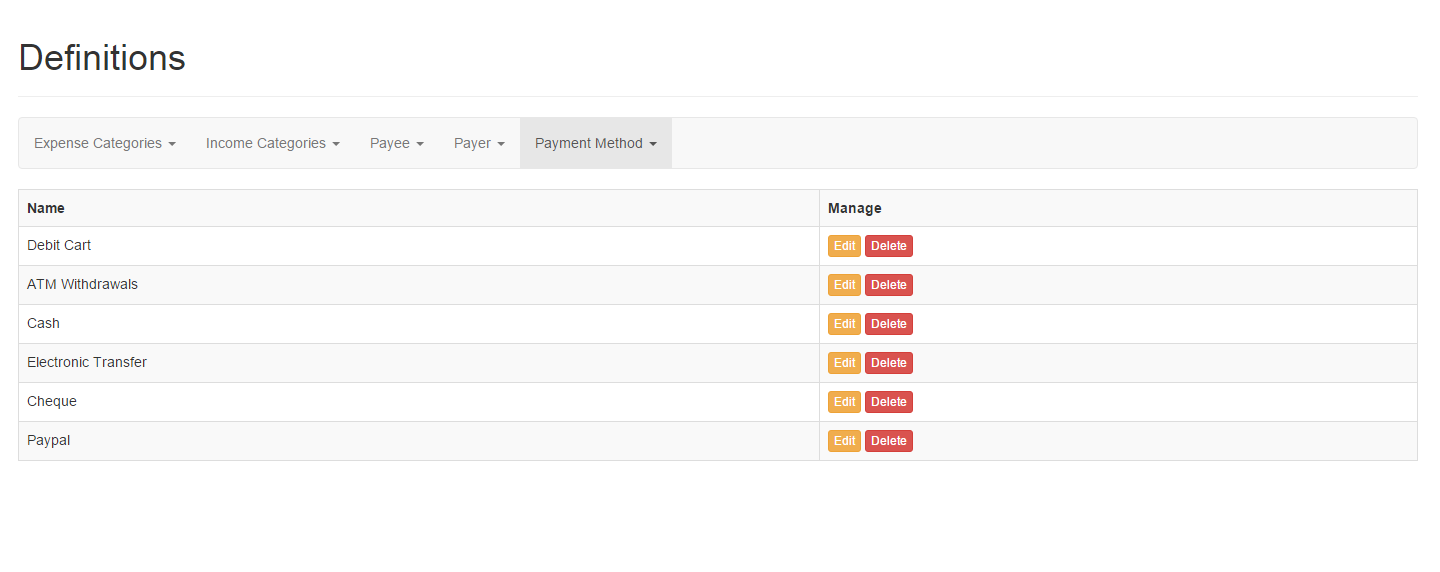 Definitions
Expense Categories Income Categories Payee Payer Payment Method
Name Manage
Debit Cart Edit Delete
ATM Withdrawals Edit Delete
Cash Edit Delete
Electronic Transfer Edit Delete
Cheque Edit Delete
Paypal Edit Delete